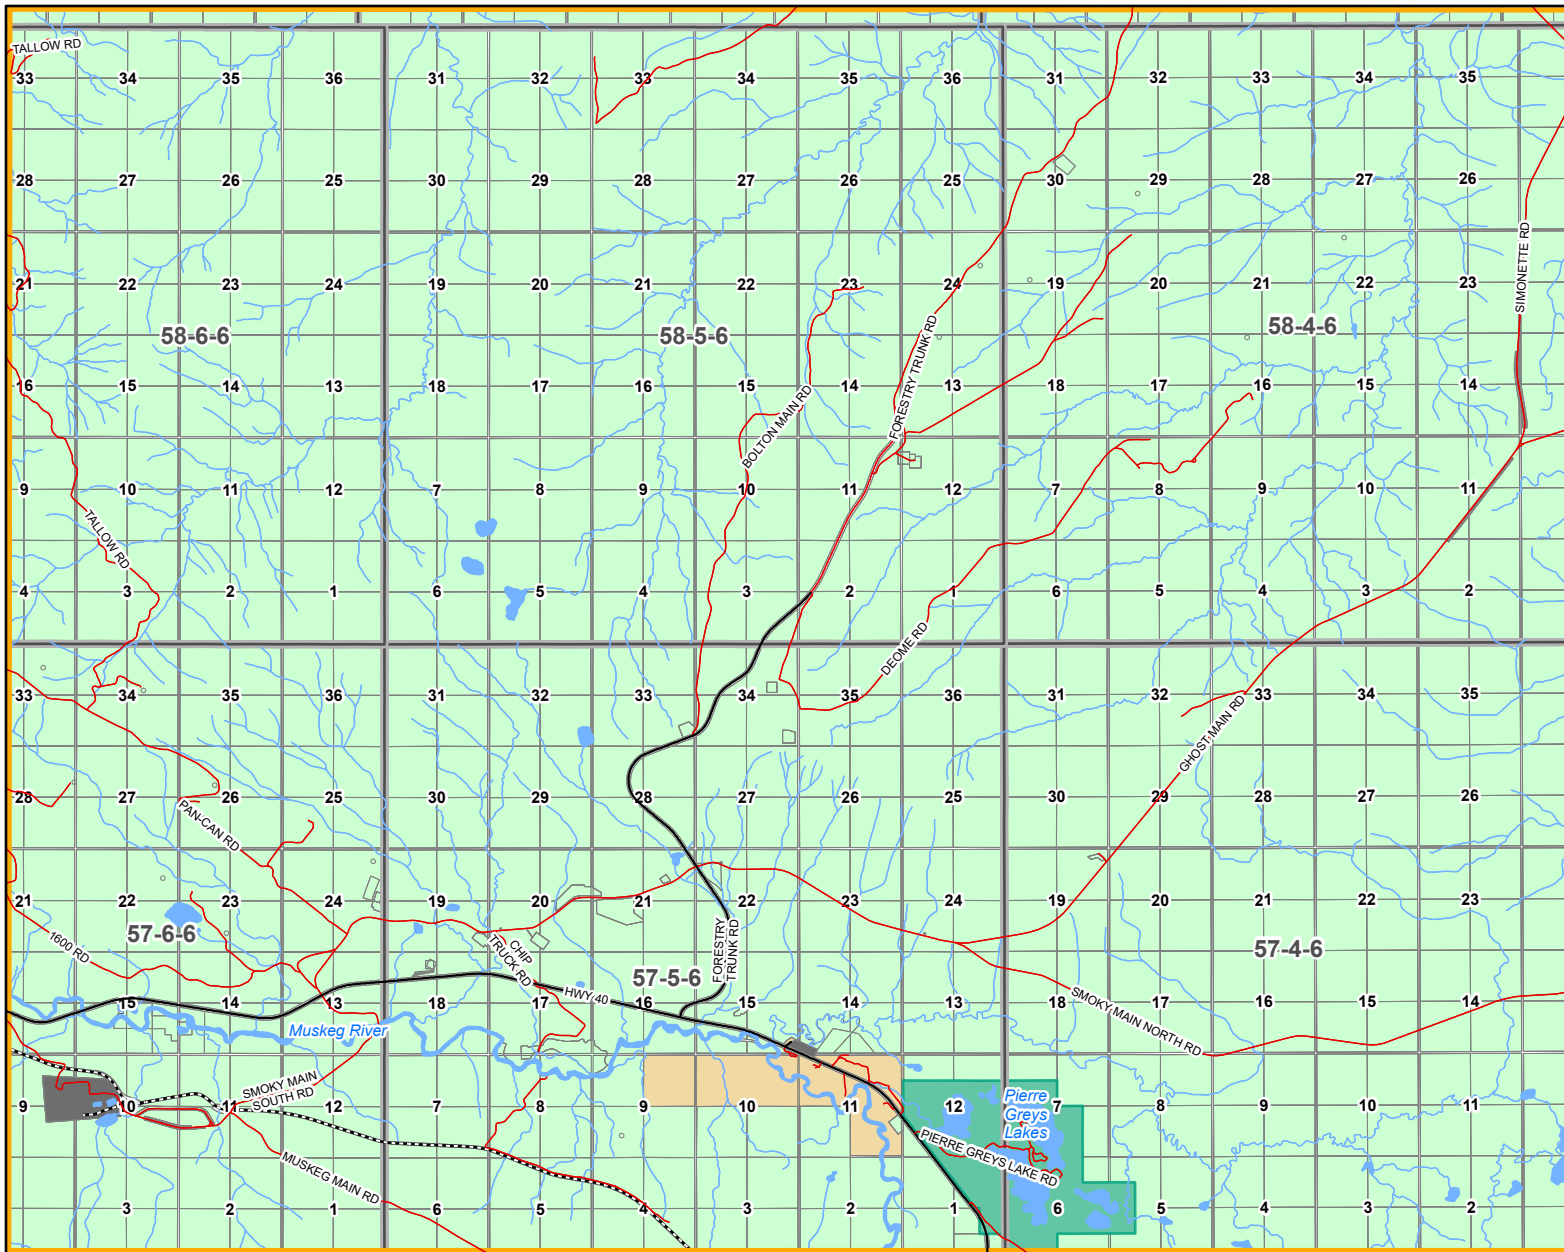 TALLOW RD
33 34 35 36 31 32 33 34 35 36 31 32 33 34 35
28 27 26 25 30 29 28 27 26 25 30 29 28 27 26
SIMONETTE RD
21 22 23 24 19 20 21 22 23 24 19 20 21 22 23
58-6-6 58-5-6 58-4-6
FORESTRY TRUNK RD
16 15 14 13 18 17 16 15 14 13 18 17 16 15 14
BOLTON MAIN RD
9 10 11 12 7 8 9 10 11 12 7 8 9 10 11
TALLOW RD
4 3 2 1 6 5 4 3 2 1 6 5 4 3 2
DEOME RD
33 34 35 36 31 32 33 34 35 36 31 32 33 34 35
GHOST MAIN RD
28 27 26 25 30 29 28 27 26 25 30 29 28 27 26
PAN-CAN RD
21 22 23 24 19 20 21 22 23 24 19 20 21 22 23
57-6-6 57-5-6 57-4-6
1600 RD
CHIP
TRUCK RD
FORESTRY
TRUNK RD
HWY 40
15 14 13 18 17 16 15 14 13 18 17 16 15 14
Muskeg River
SMOKY MAIN NORTH RD
SMOKY MAIN
SOUTH RD
9 10 11 12 7 8 9 10 11 12 7 8 9 10 11
Pierre
Greys
Lakes
PIERRE GREYS LAKE RD
MUSKEG MAIN RD
3 2 1 6 5 4 3 2 1 6 5 4 3 2